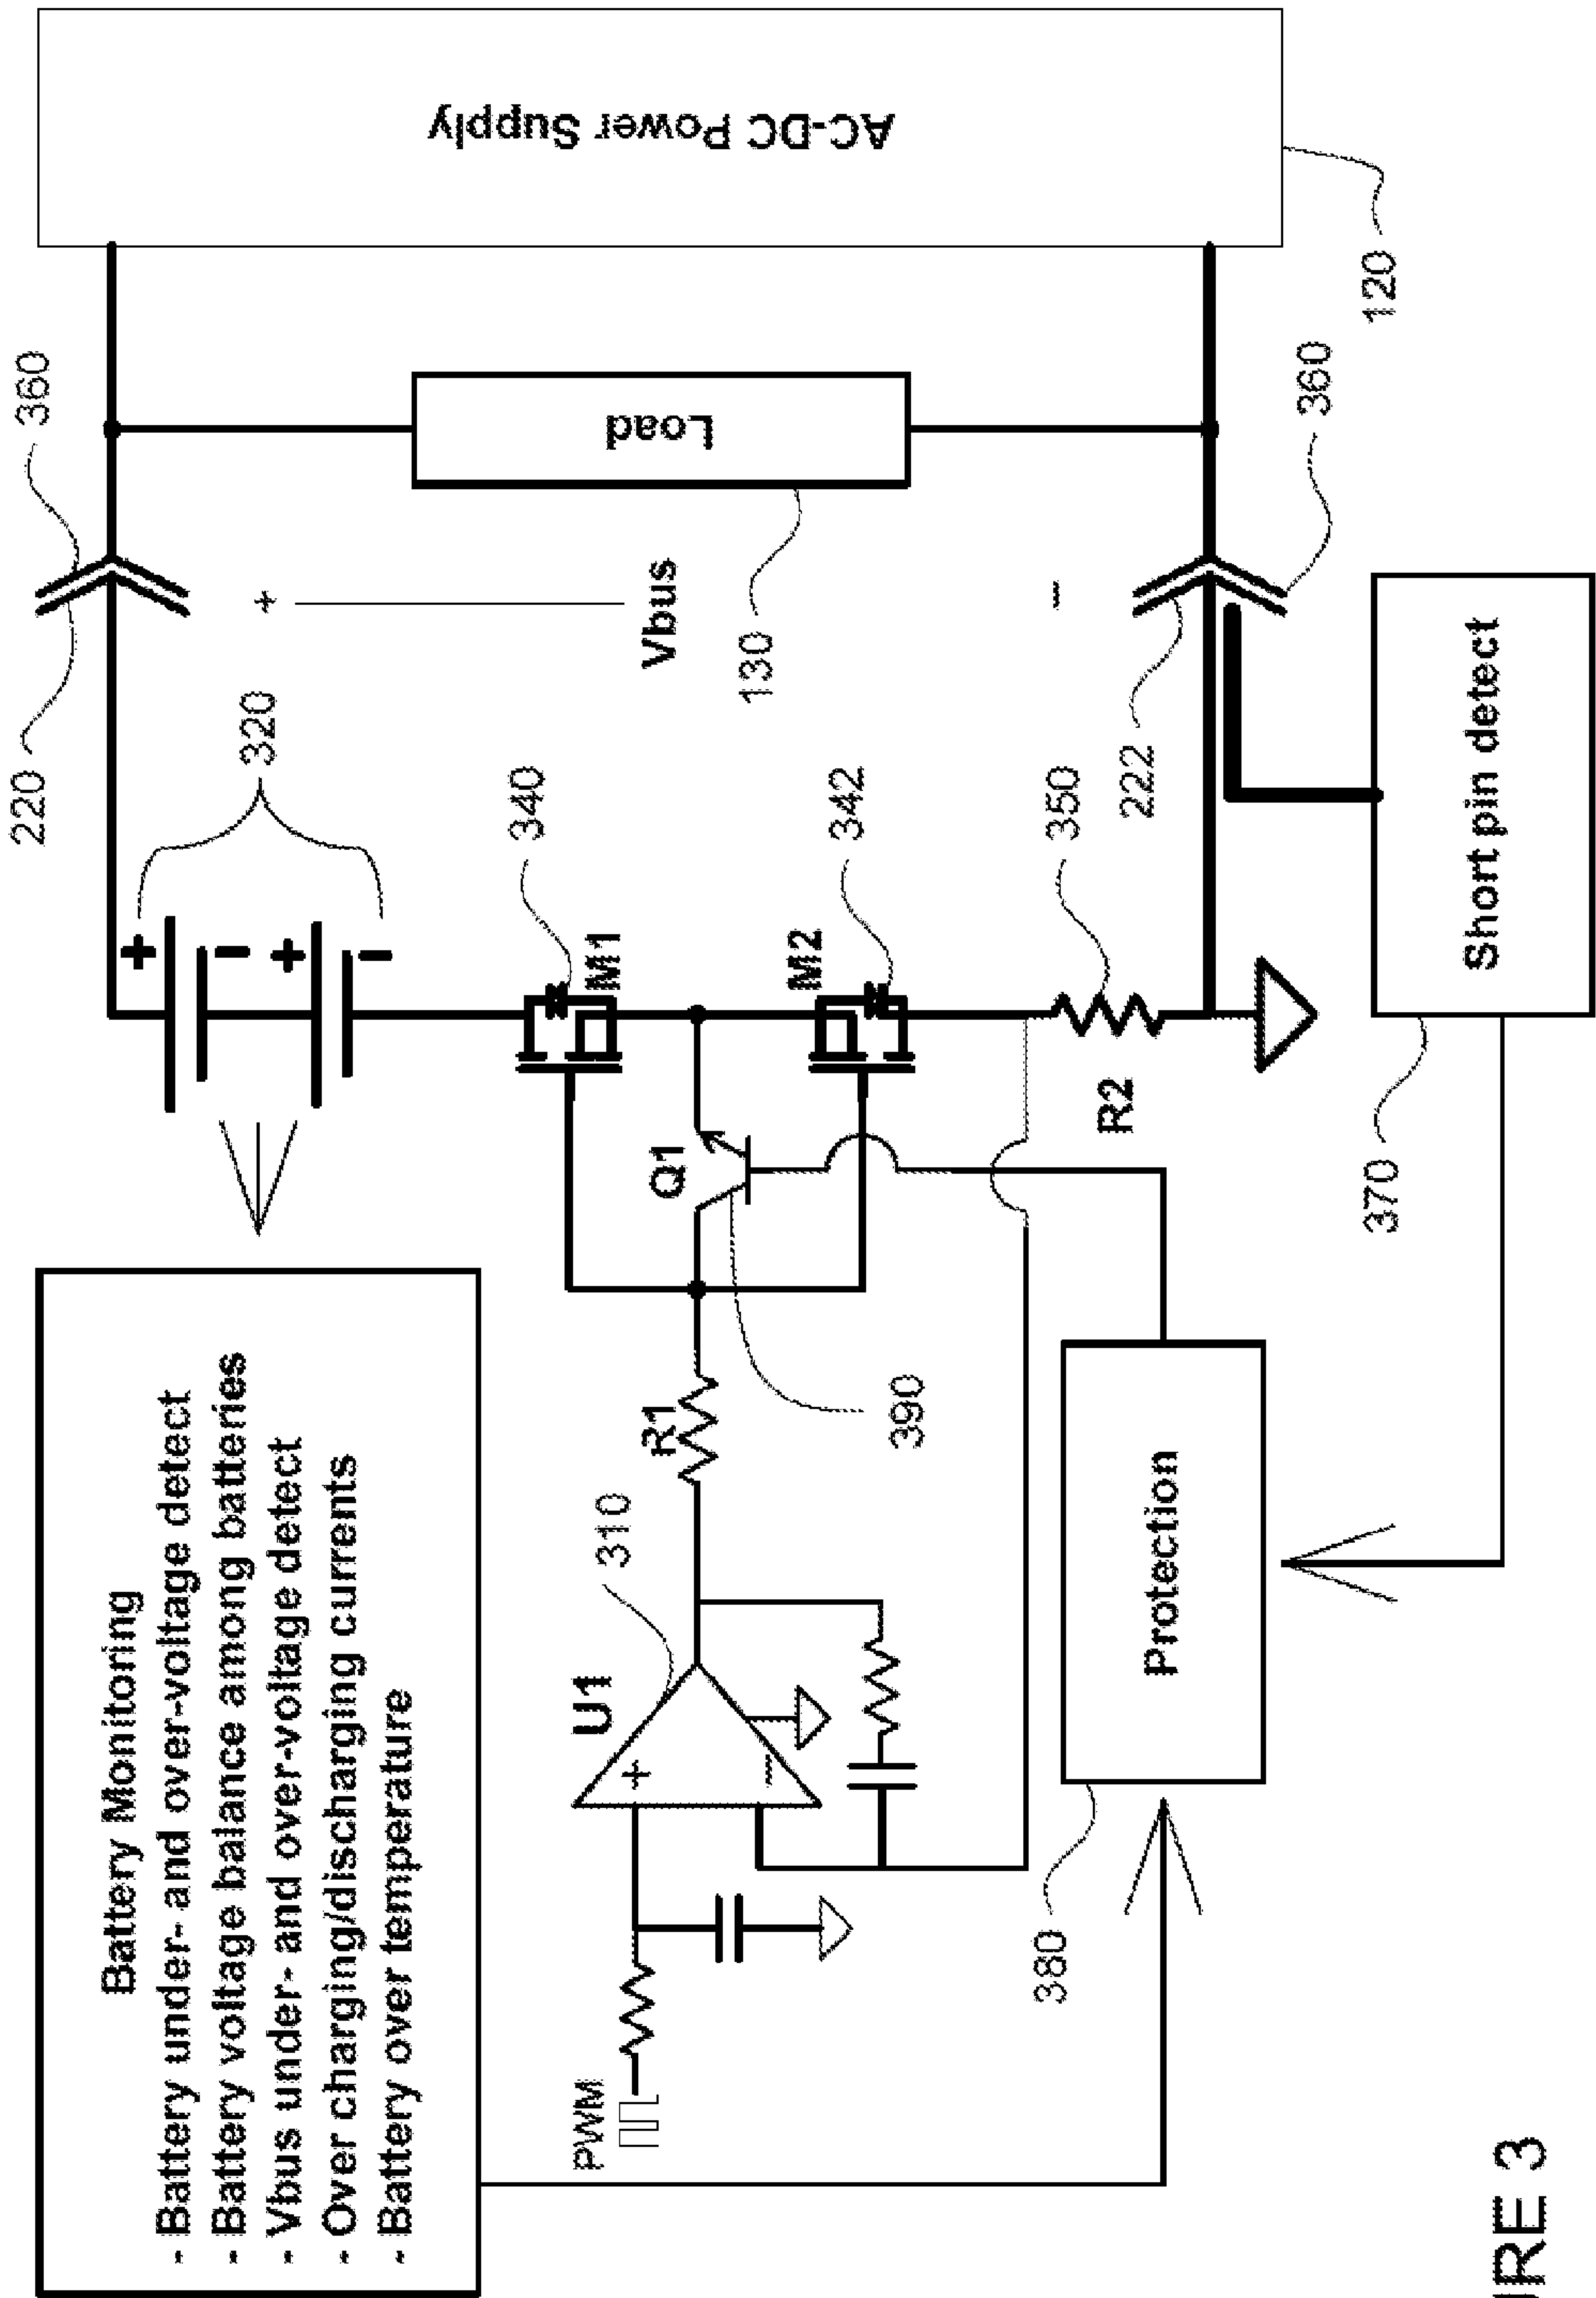 Battery Monitoring
- Battery under- and over-voltage detect
- Battery voltage balance among batteries
- Vbus under- and over-voltage detect
- Over charging/discharging currents
- Battery over temperature
220
360
320
+
-
+
-
+
Vbus
-
AC-DC Power Supply
120
Load
130
340
M1
342
M2
350
R2
222
360
Q1
390
R1
310
U1
+
-
PWM
Protection
380
Short pin detect
370